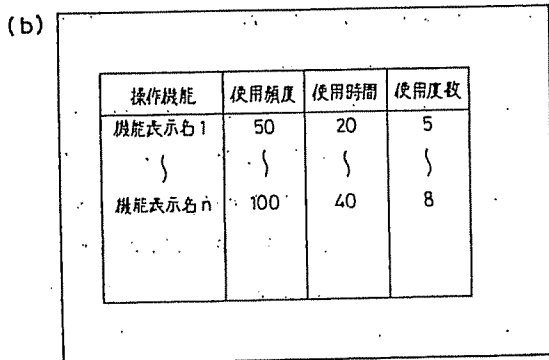 (b)
操作機能 使用頻度 使用時間 使用度数
機能表示名1 50 20 5
〜 〜 〜 〜
機能表示名n 100 40 8